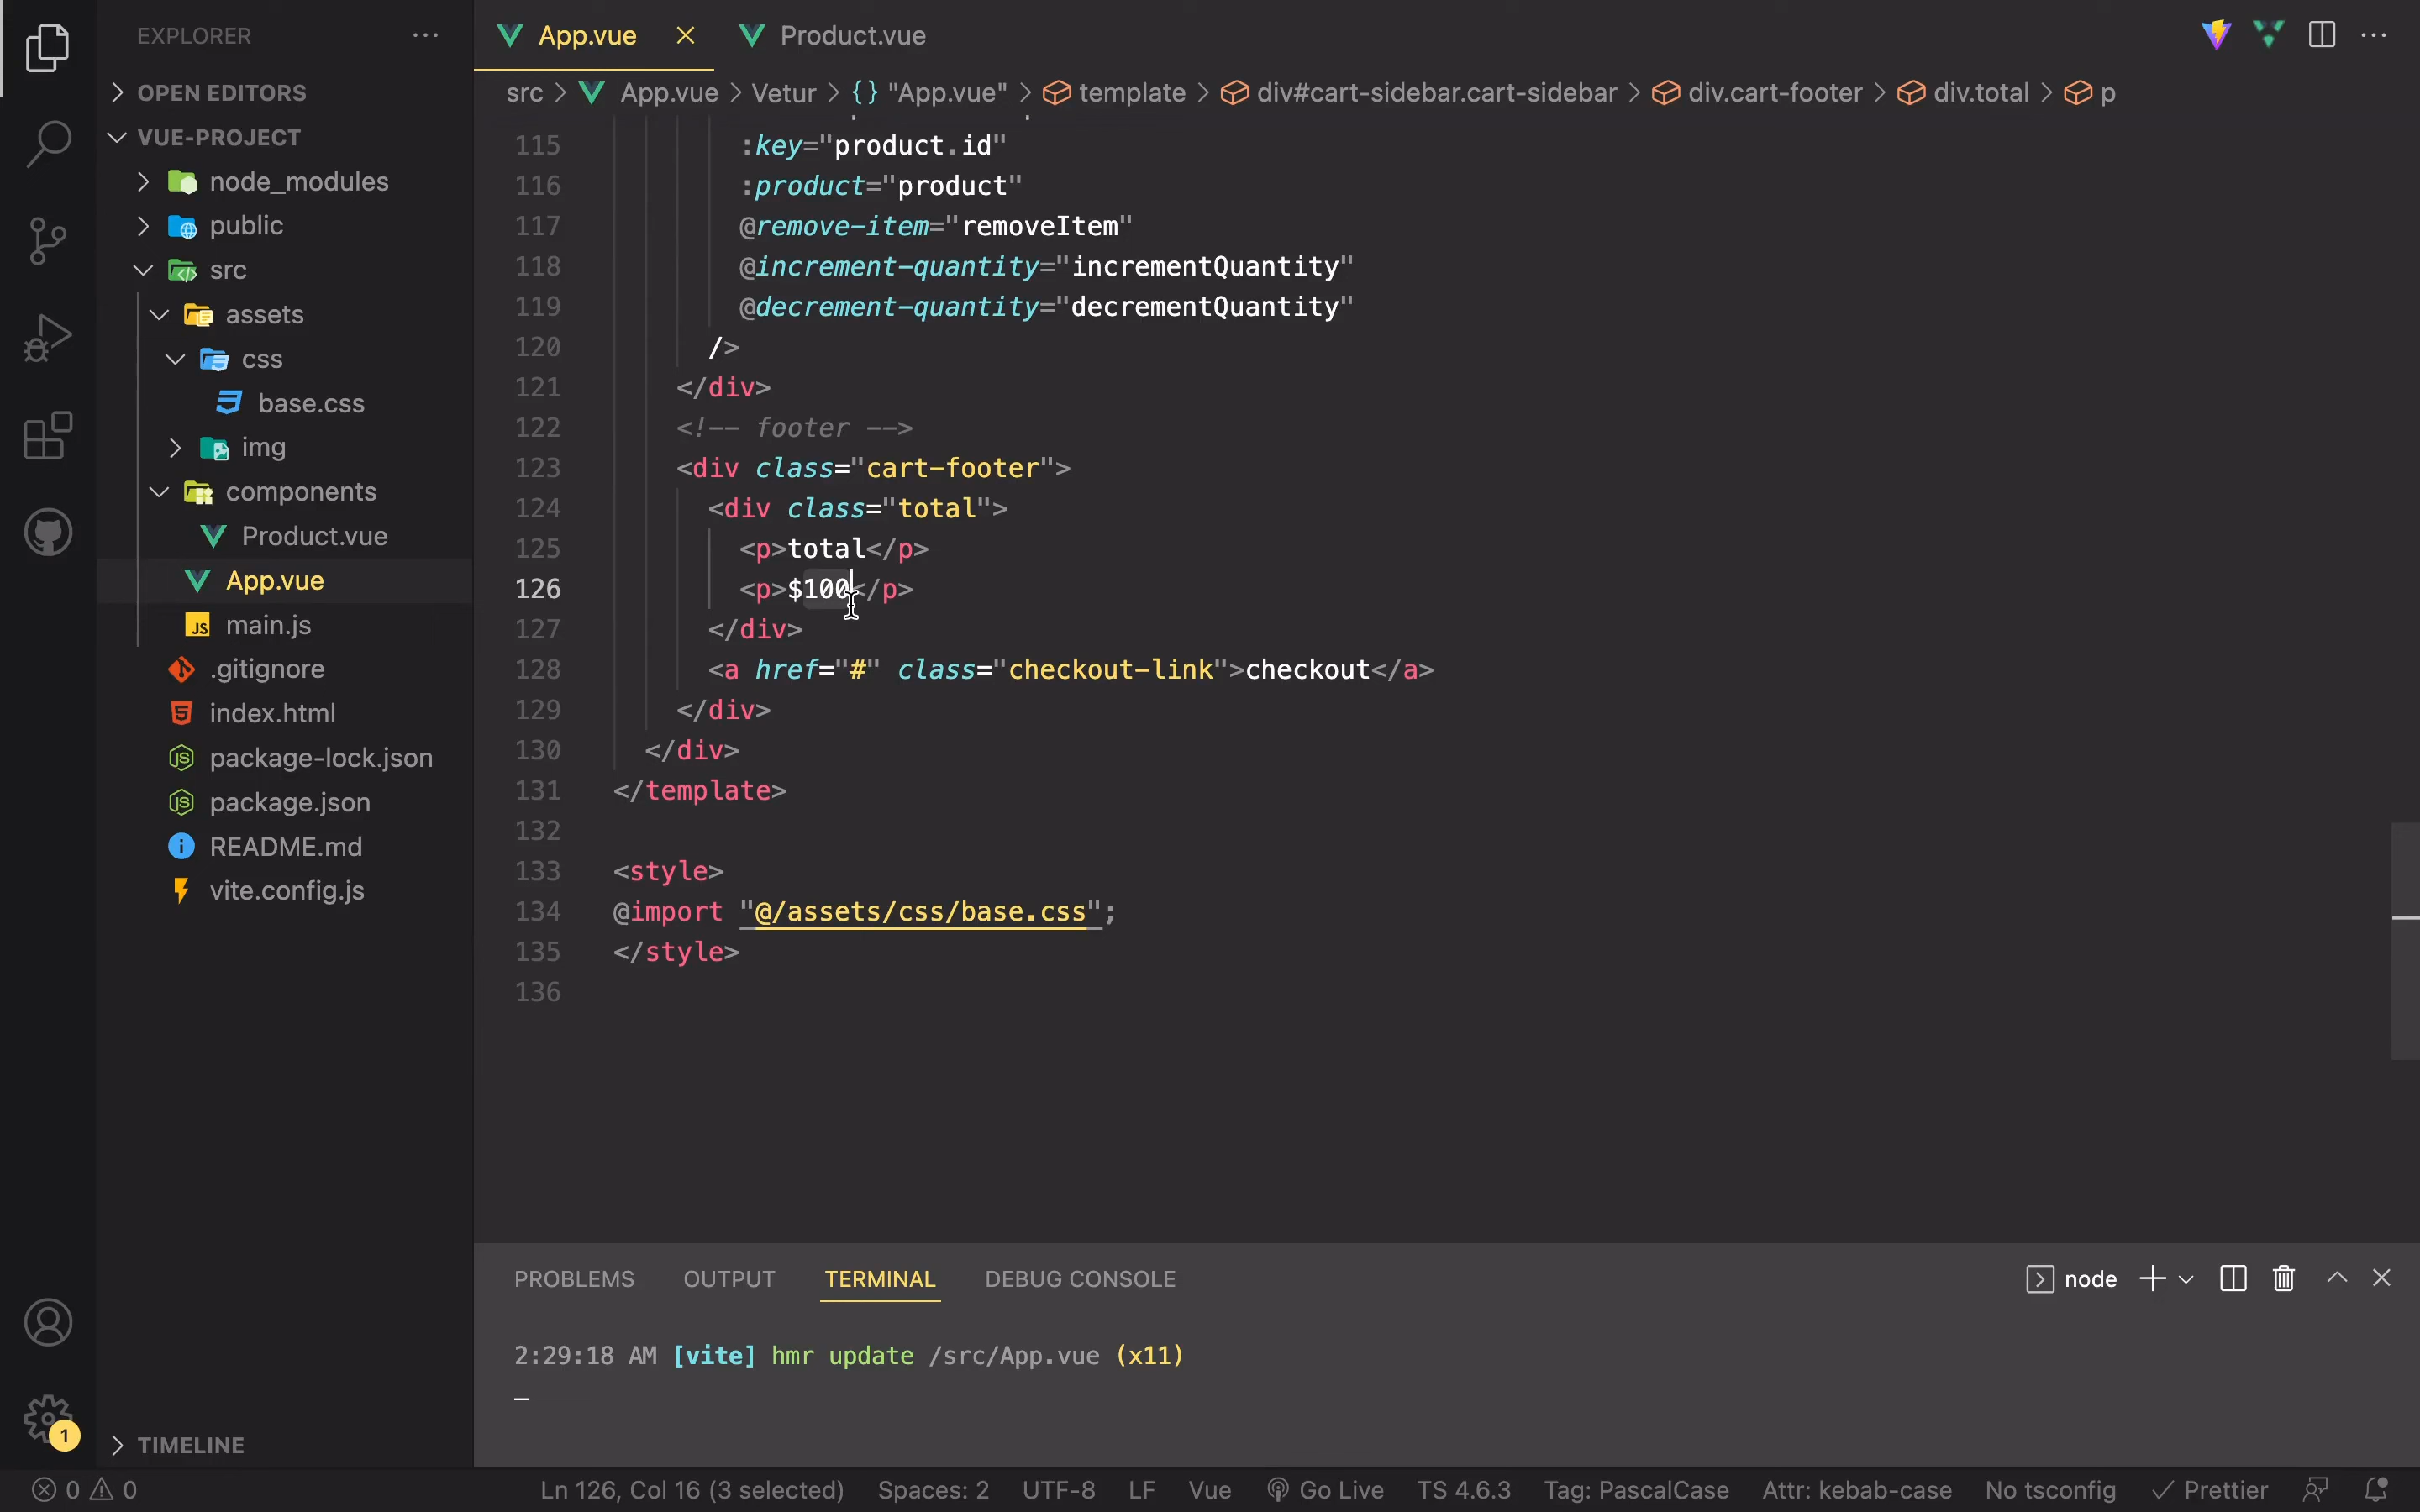 EXPLORER
OPEN EDITORS
VUE-PROJECT
node_modules
public
src
assets
css
base.css
img
components
Product.vue
App.vue
main.js
.gitignore
index.html
package-lock.json
package.json
README.md
vite.config.js
TIMELINE
App.vue
Product.vue
src > App.vue > Vetur > {} "App.vue" > template > div#cart-sidebar.cart-sidebar > div.cart-footer > div.total > p
115 :key="product.id"
116 :product="product"
117 @remove-item="removeItem"
118 @increment-quantity="incrementQuantity"
119 @decrement-quantity="decrementQuantity"
120 />
121 </div>
122 <!-- footer -->
123 <div class="cart-footer">
124 <div class="total">
125 <p>total</p>
126 <p>$100</p>
127 </div>
128 <a href="#" class="checkout-link">checkout</a>
129 </div>
130 </div>
131 </template>
132
133 <style>
134 @import "@/assets/css/base.css";
135 </style>
136
PROBLEMS OUTPUT TERMINAL DEBUG CONSOLE
node
2:29:18 AM [vite] hmr update /src/App.vue (x11)
1
0 0 Ln 126, Col 16 (3 selected) Spaces: 2 UTF-8 LF Vue Go Live TS 4.6.3 Tag: PascalCase Attr: kebab-case No tsconfig Prettier